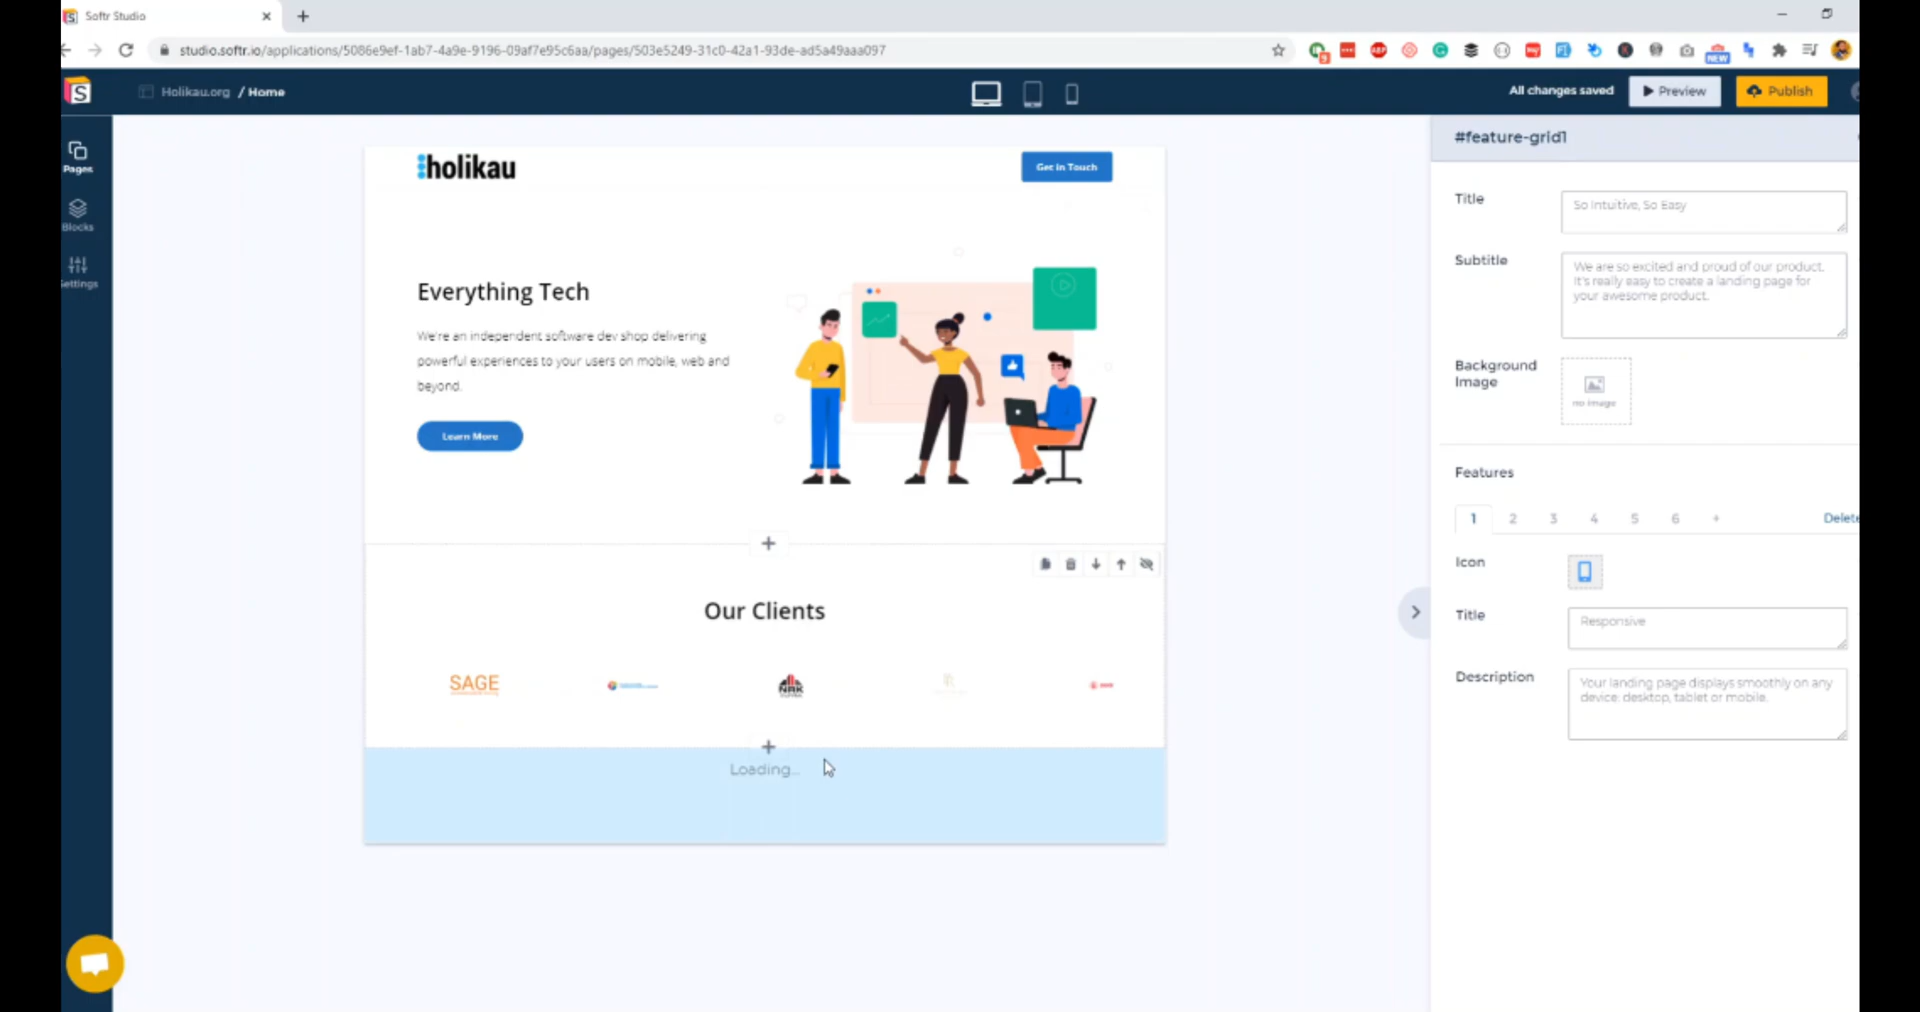 Softr Studio
studio.softr.io/applications/5086e9ef-1ab7-4a9e-9196-09af7e95c6aa/pages/503e5249-31c0-42a1-93de-ad5a49aaa097
ABP
NEW
S
Holikau.org / Home
All changes saved
Preview
Publish
Pages
Blocks
Settings
holikau
Get In Touch
Everything Tech
We're an independent software dev shop delivering
powerful experiences to your users on mobile, web and
beyond.
Learn More
Our Clients
SAGE
NRK
Loading...
#feature-grid1
Title
So Intuitive, So Easy
Subtitle
We are so excited and proud of our product.
It's really easy to create a landing page for
your awesome product.
Background
Image
no image
Features
1 2 3 4 5 6 +
Delete
Icon
Title
Responsive
Description
Your landing page displays smoothly on any
device: desktop, tablet or mobile.